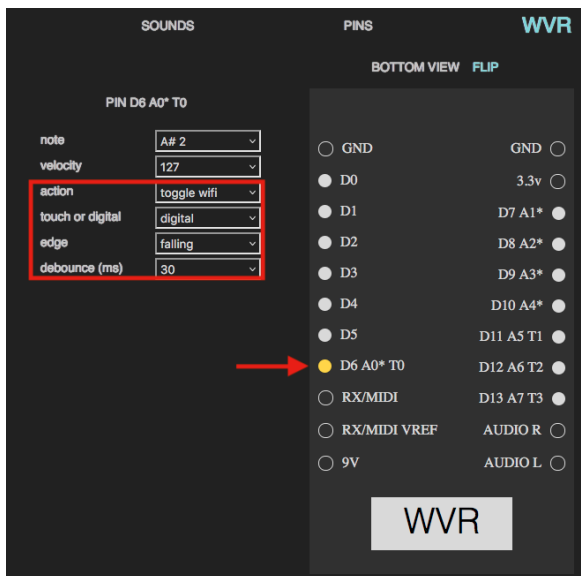 SOUNDS PINS WVR
BOTTOM VIEW FLIP
PIN D6 A0* T0
note A# 2
velocity 127
action toggle wifi
touch or digital digital
edge falling
debounce (ms) 30
GND GND
D0 3.3v
D1 D7 A1*
D2 D8 A2*
D3 D9 A3*
D4 D10 A4*
D5 D11 A5 T1
D6 A0* T0 D12 A6 T2
RX/MIDI D13 A7 T3
RX/MIDI VREF AUDIO R
9V AUDIO L
WVR